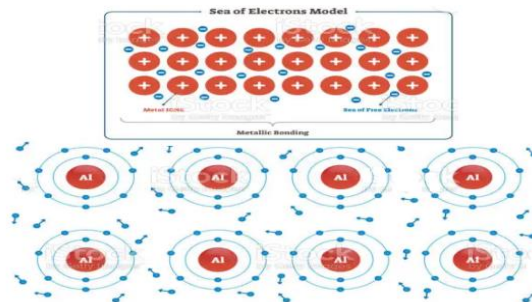 Sea of Electrons Model
+ + + + + + + +
+ + + + + + + +
+ + + + + + + +
Metal IONS
Sea of Free Electrons
Metallic Bonding
iStock
Al Al Al Al
Al Al Al Al